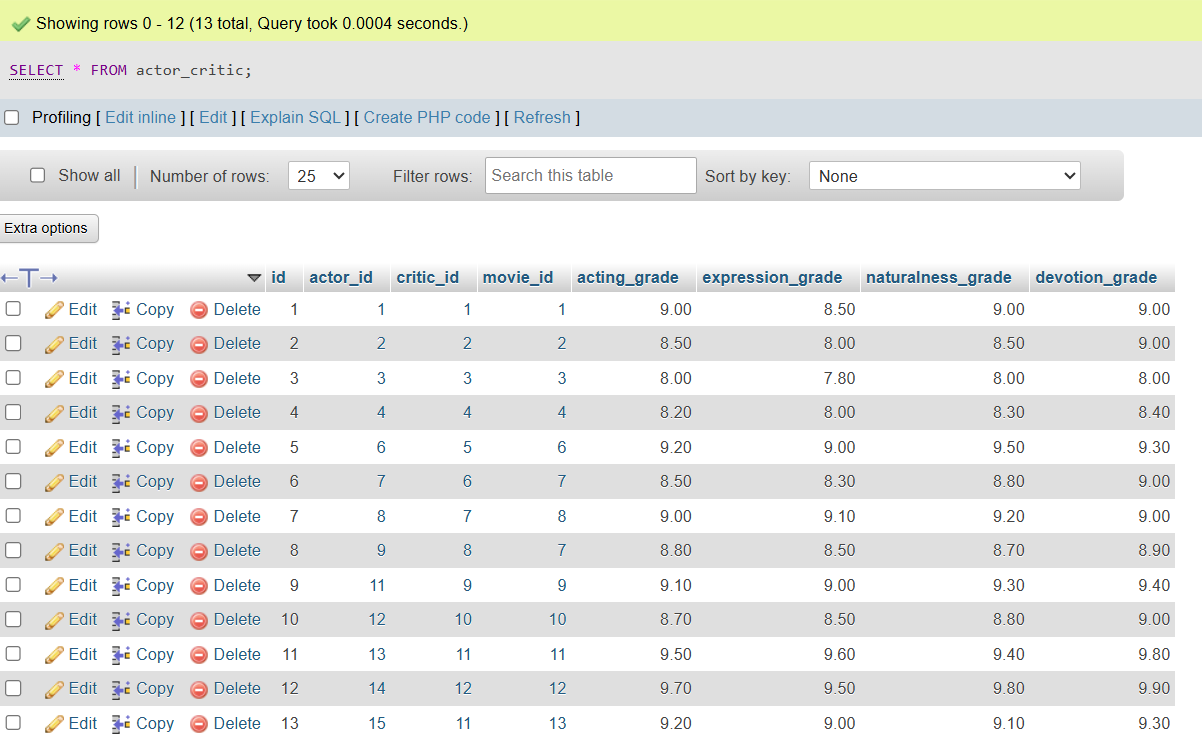 Showing rows 0 - 12 (13 total, Query took 0.0004 seconds.)
SELECT * FROM actor_critic;
Profiling [ Edit inline ] [ Edit ] [ Explain SQL ] [ Create PHP code ] [ Refresh ]
Show all Number of rows: 25 Filter rows: Search this table Sort by key: None
Extra options
id actor_id critic_id movie_id acting_grade expression_grade naturalness_grade devotion_grade
Edit Copy Delete 1 1 1 1 9.00 8.50 9.00 9.00
Edit Copy Delete 2 2 2 2 8.50 8.00 8.50 9.00
Edit Copy Delete 3 3 3 3 8.00 7.80 8.00 8.00
Edit Copy Delete 4 4 4 4 8.20 8.00 8.30 8.40
Edit Copy Delete 5 6 5 6 9.20 9.00 9.50 9.30
Edit Copy Delete 6 7 6 7 8.50 8.30 8.80 9.00
Edit Copy Delete 7 8 7 8 9.00 9.10 9.20 9.00
Edit Copy Delete 8 9 8 7 8.80 8.50 8.70 8.90
Edit Copy Delete 9 11 9 9 9.10 9.00 9.30 9.40
Edit Copy Delete 10 12 10 10 8.70 8.50 8.80 9.00
Edit Copy Delete 11 13 11 11 9.50 9.60 9.40 9.80
Edit Copy Delete 12 14 12 12 9.70 9.50 9.80 9.90
Edit Copy Delete 13 15 11 13 9.20 9.00 9.10 9.30